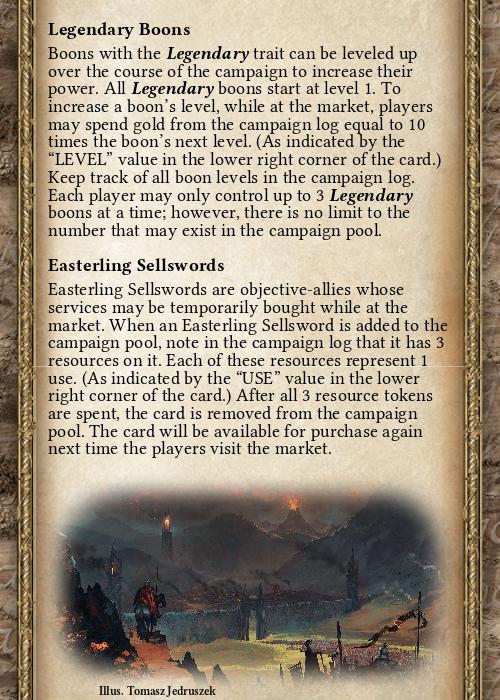 Legendary Boons
Boons with the Legendary trait can be leveled up
over the course of the campaign to increase their
power. All Legendary boons start at level 1. To
increase a boon’s level, while at the market, players
may spend gold from the campaign log equal to 10
times the boon’s next level. (As indicated by the
“LEVEL” value in the lower right corner of the card.)
Keep track of all boon levels in the campaign log.
Each player may only control up to 3 Legendary
boons at a time; however, there is no limit to the
number that may exist in the campaign pool.
Easterling Sellswords
Easterling Sellswords are objective-allies whose
services may be temporarily bought while at the
market. When an Easterling Sellsword is added to the
campaign pool, note in the campaign log that it has 3
resources on it. Each of these resources represent 1
use. (As indicated by the “USE” value in the lower
right corner of the card.) After all 3 resource tokens
are spent, the card is removed from the campaign
pool. The card will be available for purchase again
next time the players visit the market.
Illus. Tomasz Jedruszek